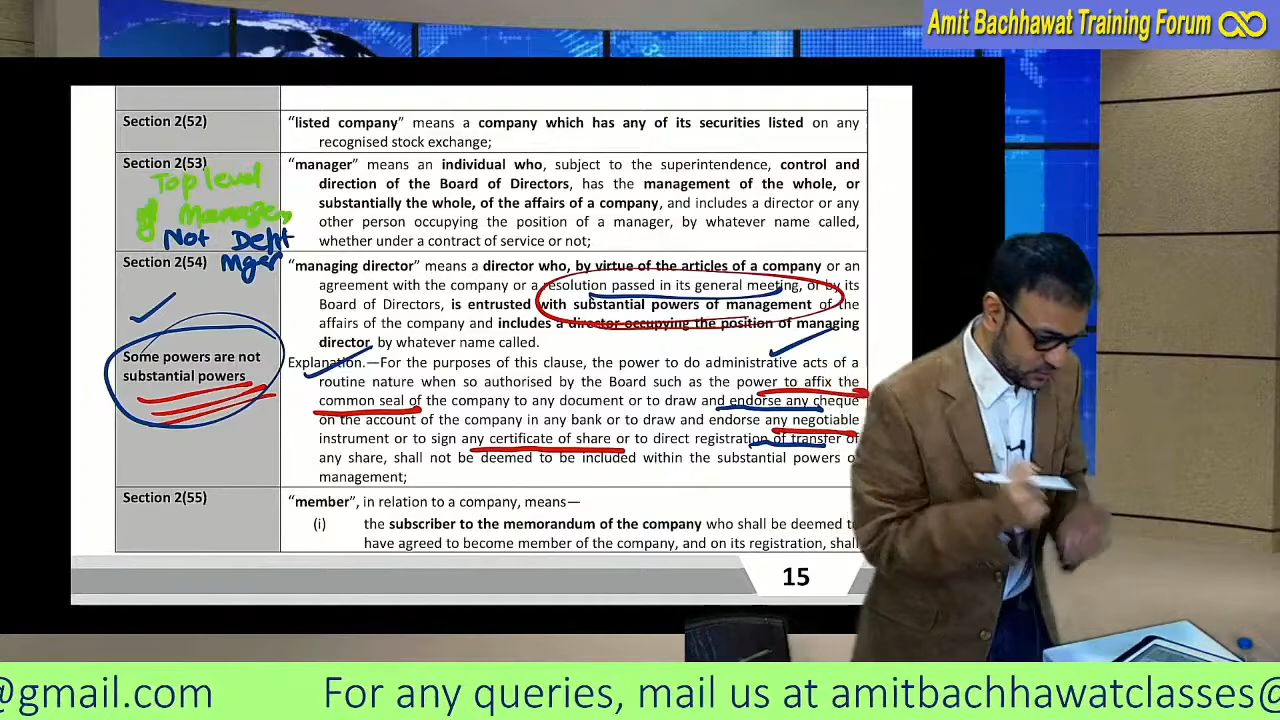 Amit Bachhawat Training Forum
Section 2(52)
“listed company” means a company which has any of its securities listed on any
recognised stock exchange;
Section 2(53)
Top level
of Manager
Not Dept
Mger
“manager” means an individual who, subject to the superintendence, control and
direction of the Board of Directors, has the management of the whole, or
substantially the whole, of the affairs of a company, and includes a director or any
other person occupying the position of a manager, by whatever name called,
whether under a contract of service or not;
Section 2(54)
“managing director” means a director who, by virtue of the articles of a company or an
agreement with the company or a resolution passed in its general meeting, or by its
Board of Directors, is entrusted with substantial powers of management of the
affairs of the company and includes a director occupying the position of managing
director, by whatever name called.
Some powers are not
substantial powers
Explanation.—For the purposes of this clause, the power to do administrative acts of a
routine nature when so authorised by the Board such as the power to affix the
common seal of the company to any document or to draw and endorse any cheque
on the account of the company in any bank or to draw and endorse any negotiable
instrument or to sign any certificate of share or to direct registration of transfer of
any share, shall not be deemed to be included within the substantial powers o
management;
Section 2(55)
“member”, in relation to a company, means—
(i) the subscriber to the memorandum of the company who shall be deemed t
have agreed to become member of the company, and on its registration, shall
15
@gmail.com For any queries, mail us at amitbachhawatclasses@